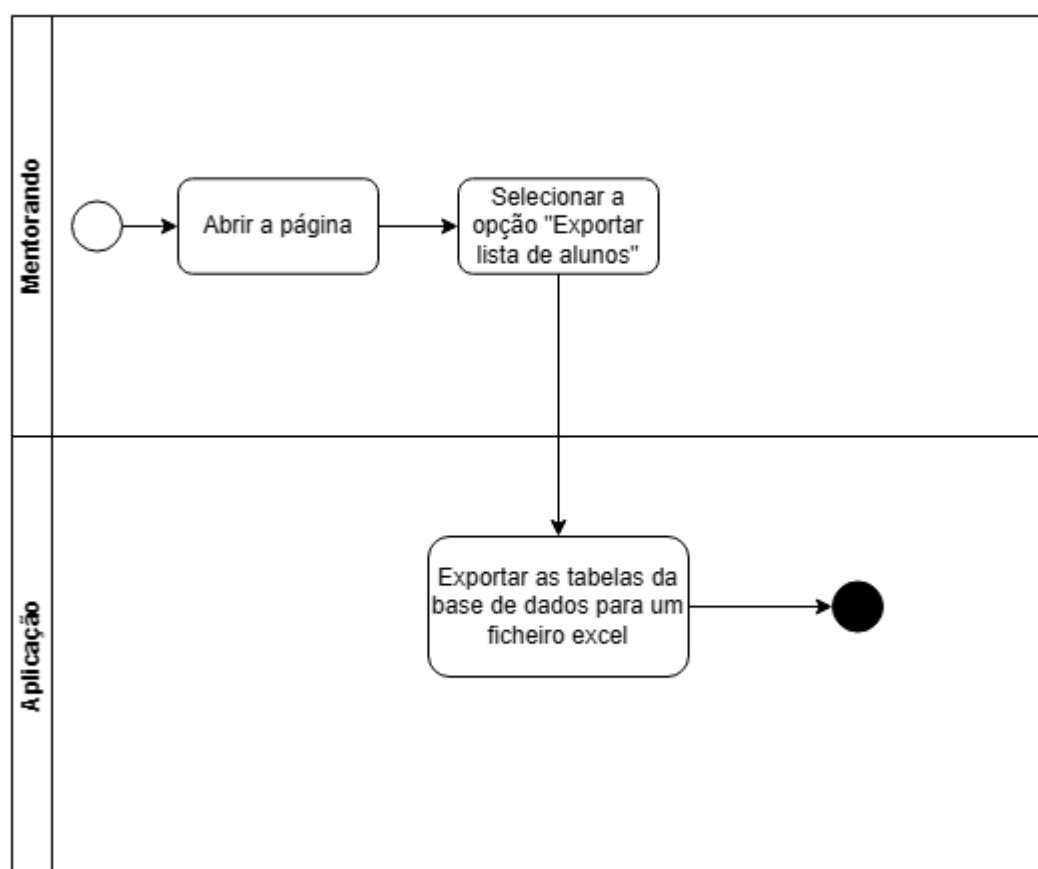 Mentorando
Abrir a página
Selecionar a
opção "Exportar
lista de alunos"
Aplicação
Exportar as tabelas da
base de dados para um
ficheiro excel